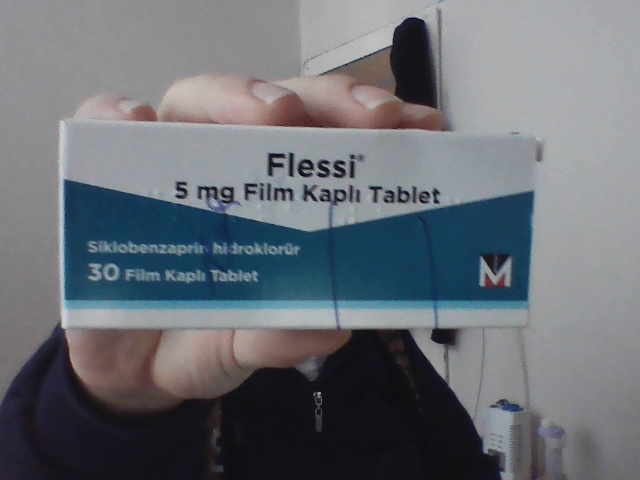 Flessi®
5 mg Film Kaplı Tablet
Siklobenzaprin hidroklorür
30 Film Kaplı Tablet
M